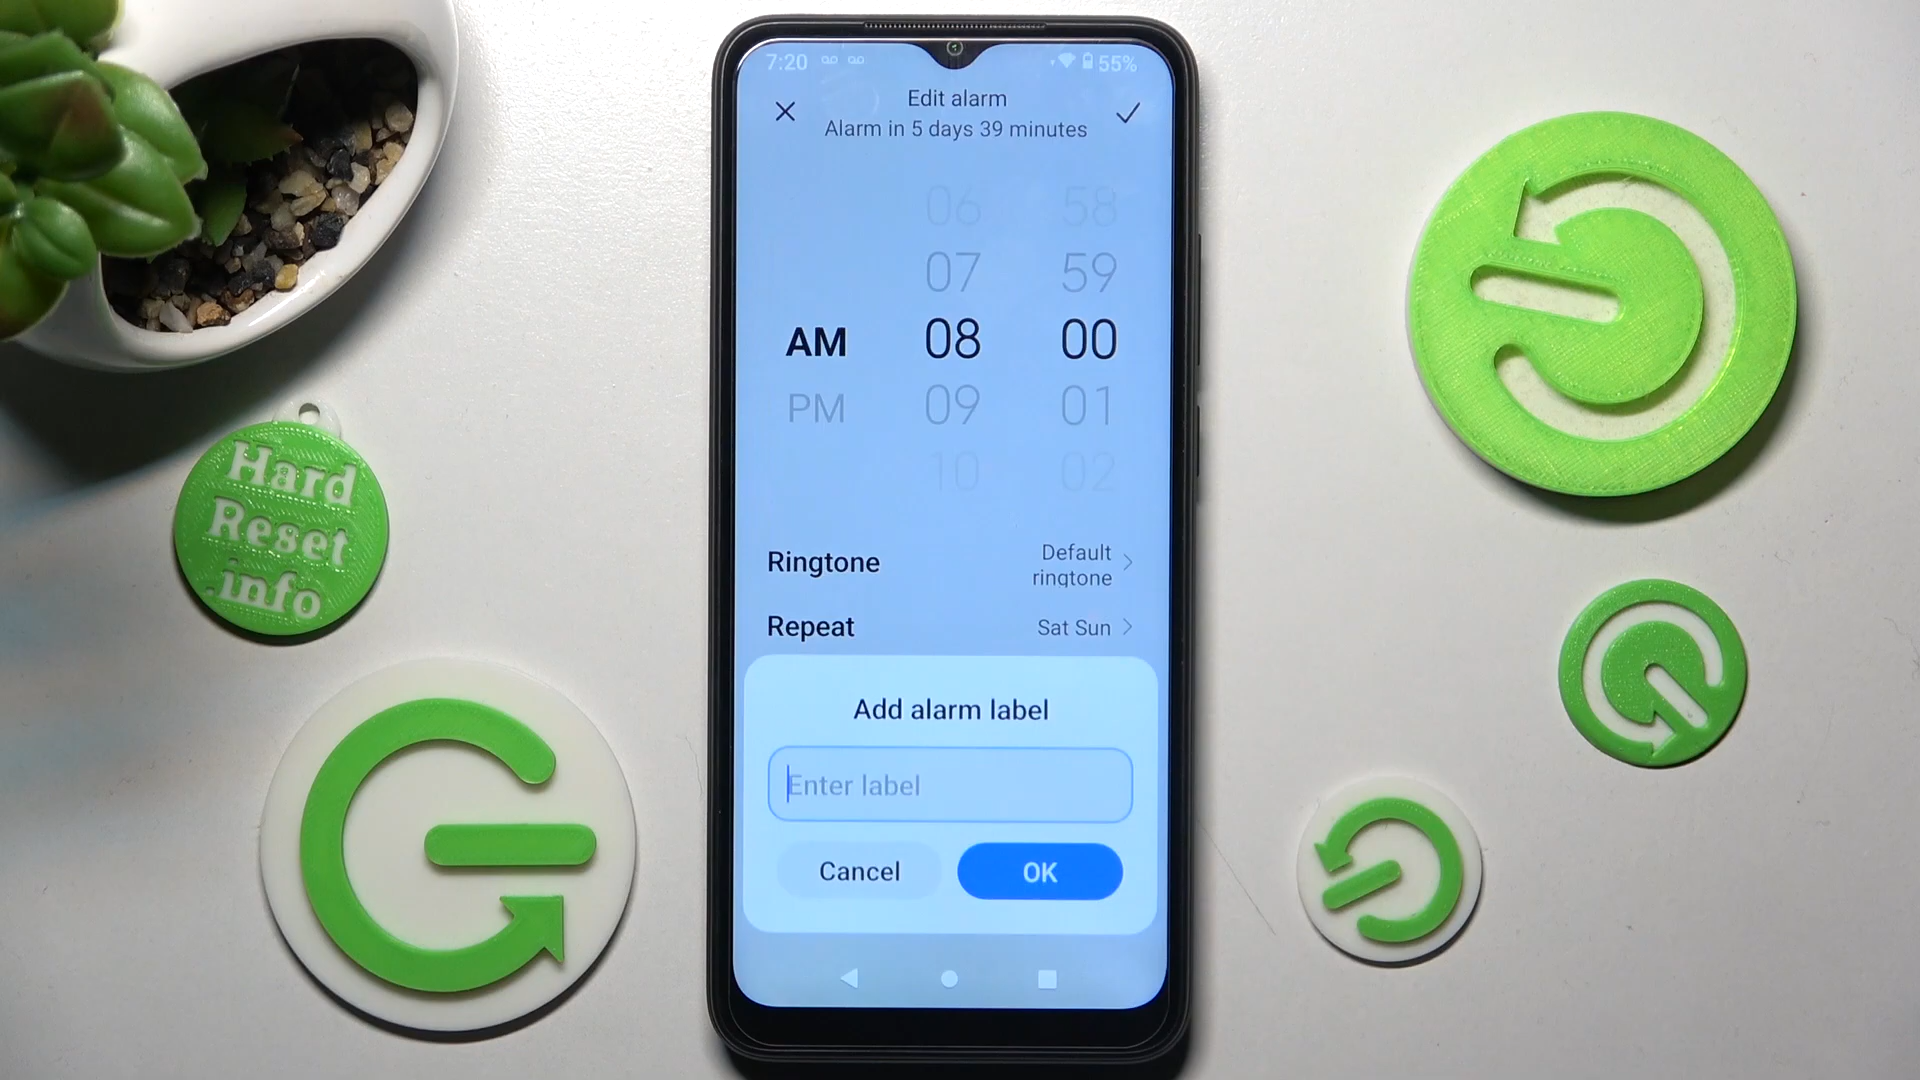 7:20
55%
Edit alarm
Alarm in 5 days 39 minutes
06 58
07 59
AM 08 00
PM 09 01
10 02
Ringtone
Default
ringtone
Repeat
Sat Sun
Add alarm label
Enter label
Cancel
OK
Hard
Reset
.info